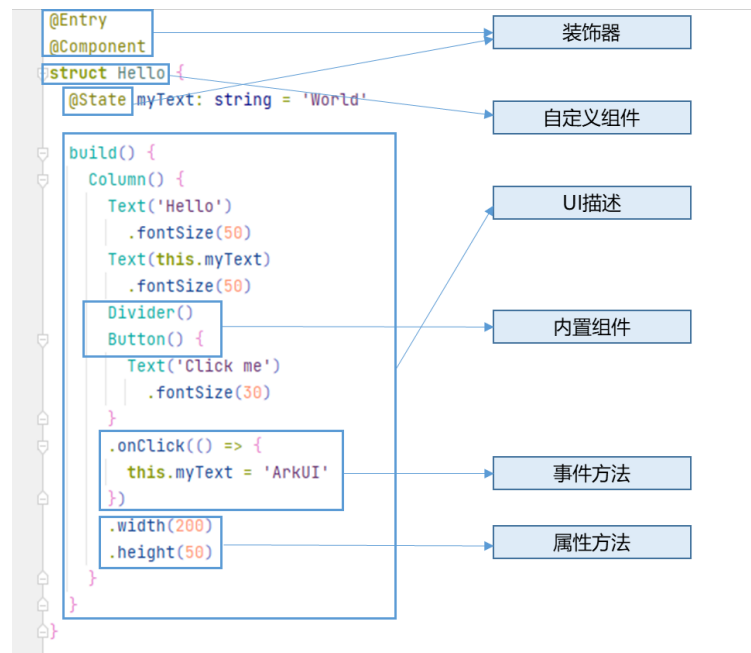 @Entry
@Component
struct Hello {
@State myText: string = 'World'
build() {
Column() {
Text('Hello')
.fontSize(50)
Text(this.myText)
.fontSize(50)
Divider()
Button() {
Text('Click me')
.fontSize(30)
}
.onClick(() => {
this.myText = 'ArkUI'
})
.width(200)
.height(50)
}
}
}
装饰器
自定义组件
UI描述
内置组件
事件方法
属性方法